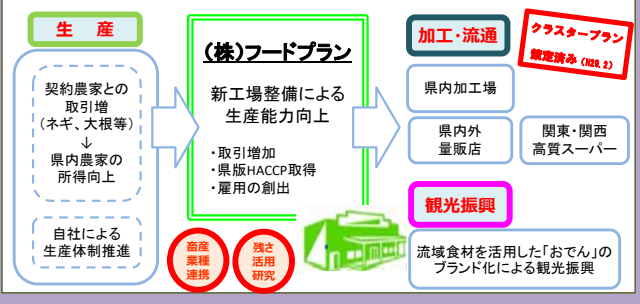 生　産
契約農家との
取引増
（ネギ、大根等）
↓
県内農家の
所得向上
自社による
生産体制推進
（株）フードプラン
新工場整備による
生産能力向上
・取引増加
・県版HACCP取得
・雇用の創出
畜産
業種
連携
残さ
活用
研究
加工・流通
県内加工場
県内外
量販店
関東・関西
高質スーパー
クラスタープラン
策定済み（H29.2）
観光振興
流域食材を活用した「おでん」の
ブランド化による観光振興